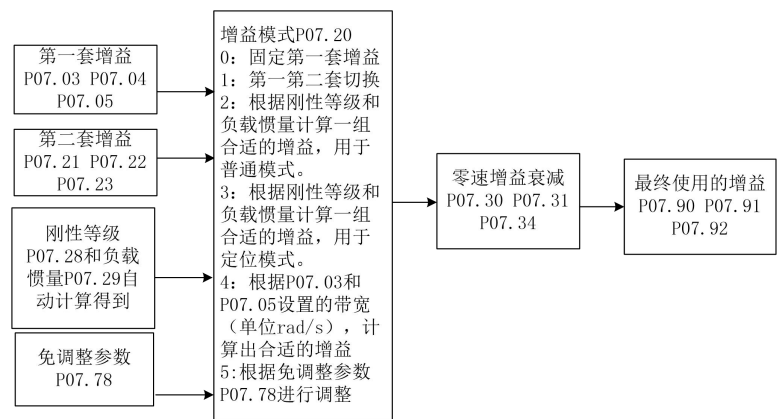 第一套增益
P07.03 P07.04
P07.05
第二套增益
P07.21 P07.22
P07.23
刚性等级
P07.28和负载
惯量P07.29自
动计算得到
免调整参数
P07.78
增益模式P07.20
0: 固定第一套增益
1: 第一第二套切换
2: 根据刚性等级和
负载惯量计算一组
合适的增益，用于
普通模式。
3: 根据刚性等级和
负载惯量计算一组
合适的增益，用于
定位模式。
4: 根据P07.03和
P07.05设置的带宽
（单位rad/s），计
算出合适的增益
5:根据免调整参数
P07.78进行调整
零速增益衰减
P07.30 P07.31
P07.34
最终使用的增益
P07.90 P07.91
P07.92